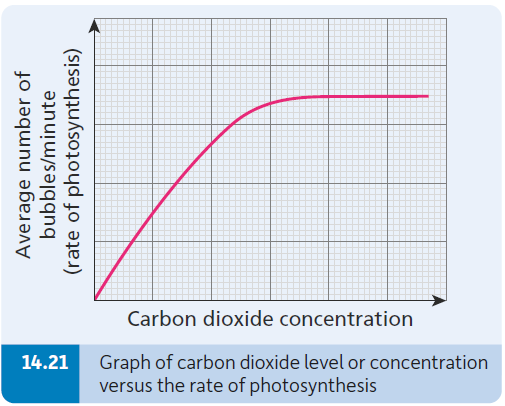 Average number of
bubbles/minute
(rate of photosynthesis)
Carbon dioxide concentration
14.21 Graph of carbon dioxide level or concentration
versus the rate of photosynthesis